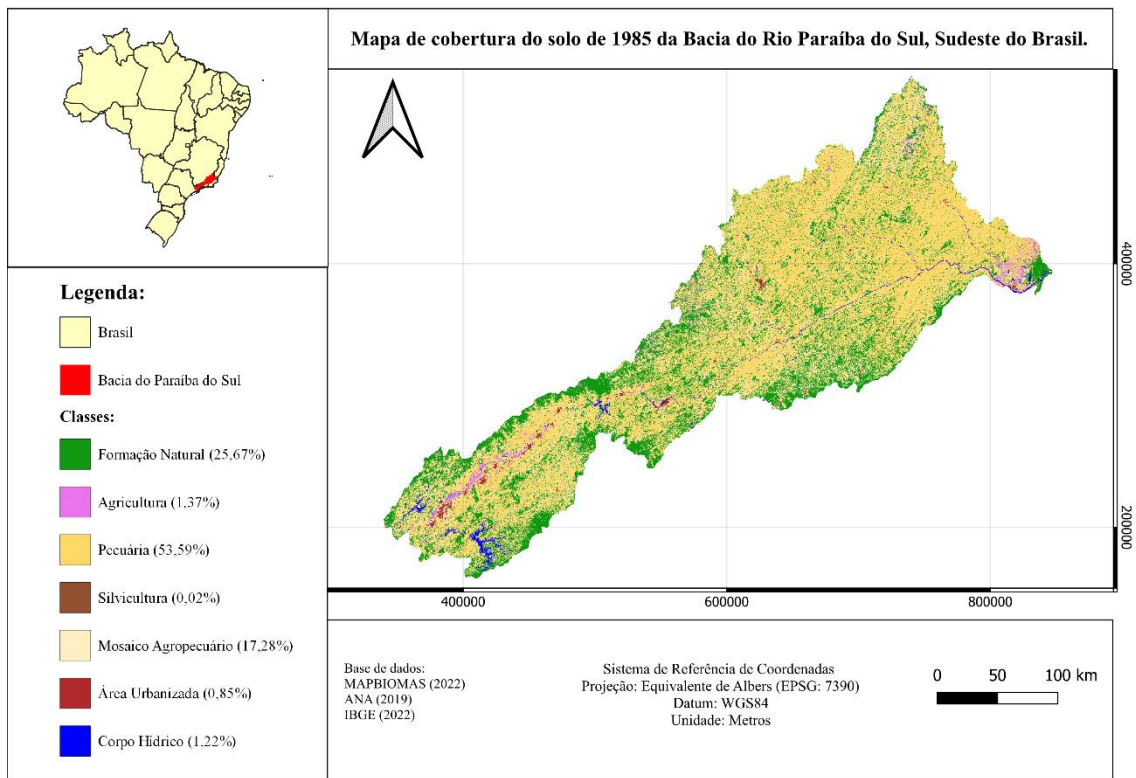 Mapa de cobertura do solo de 1985 da Bacia do Rio Paraíba do Sul, Sudeste do Brasil.
Legenda:
Brasil
Bacia do Paraíba do Sul
Classes:
Formação Natural (25,67%)
Agricultura (1,37%)
Pecuária (53,59%)
Silvicultura (0,02%)
Mosaico Agropecuário (17,28%)
Área Urbanizada (0,85%)
Corpo Hídrico (1,22%)
400000
200000
400000
600000
800000
Base de dados:
MAPBIOMAS (2022)
ANA (2019)
IBGE (2022)
Sistema de Referência de Coordenadas
Projeção: Equivalente de Albers (EPSG: 7390)
Datum: WGS84
Unidade: Metros
0 50 100 km